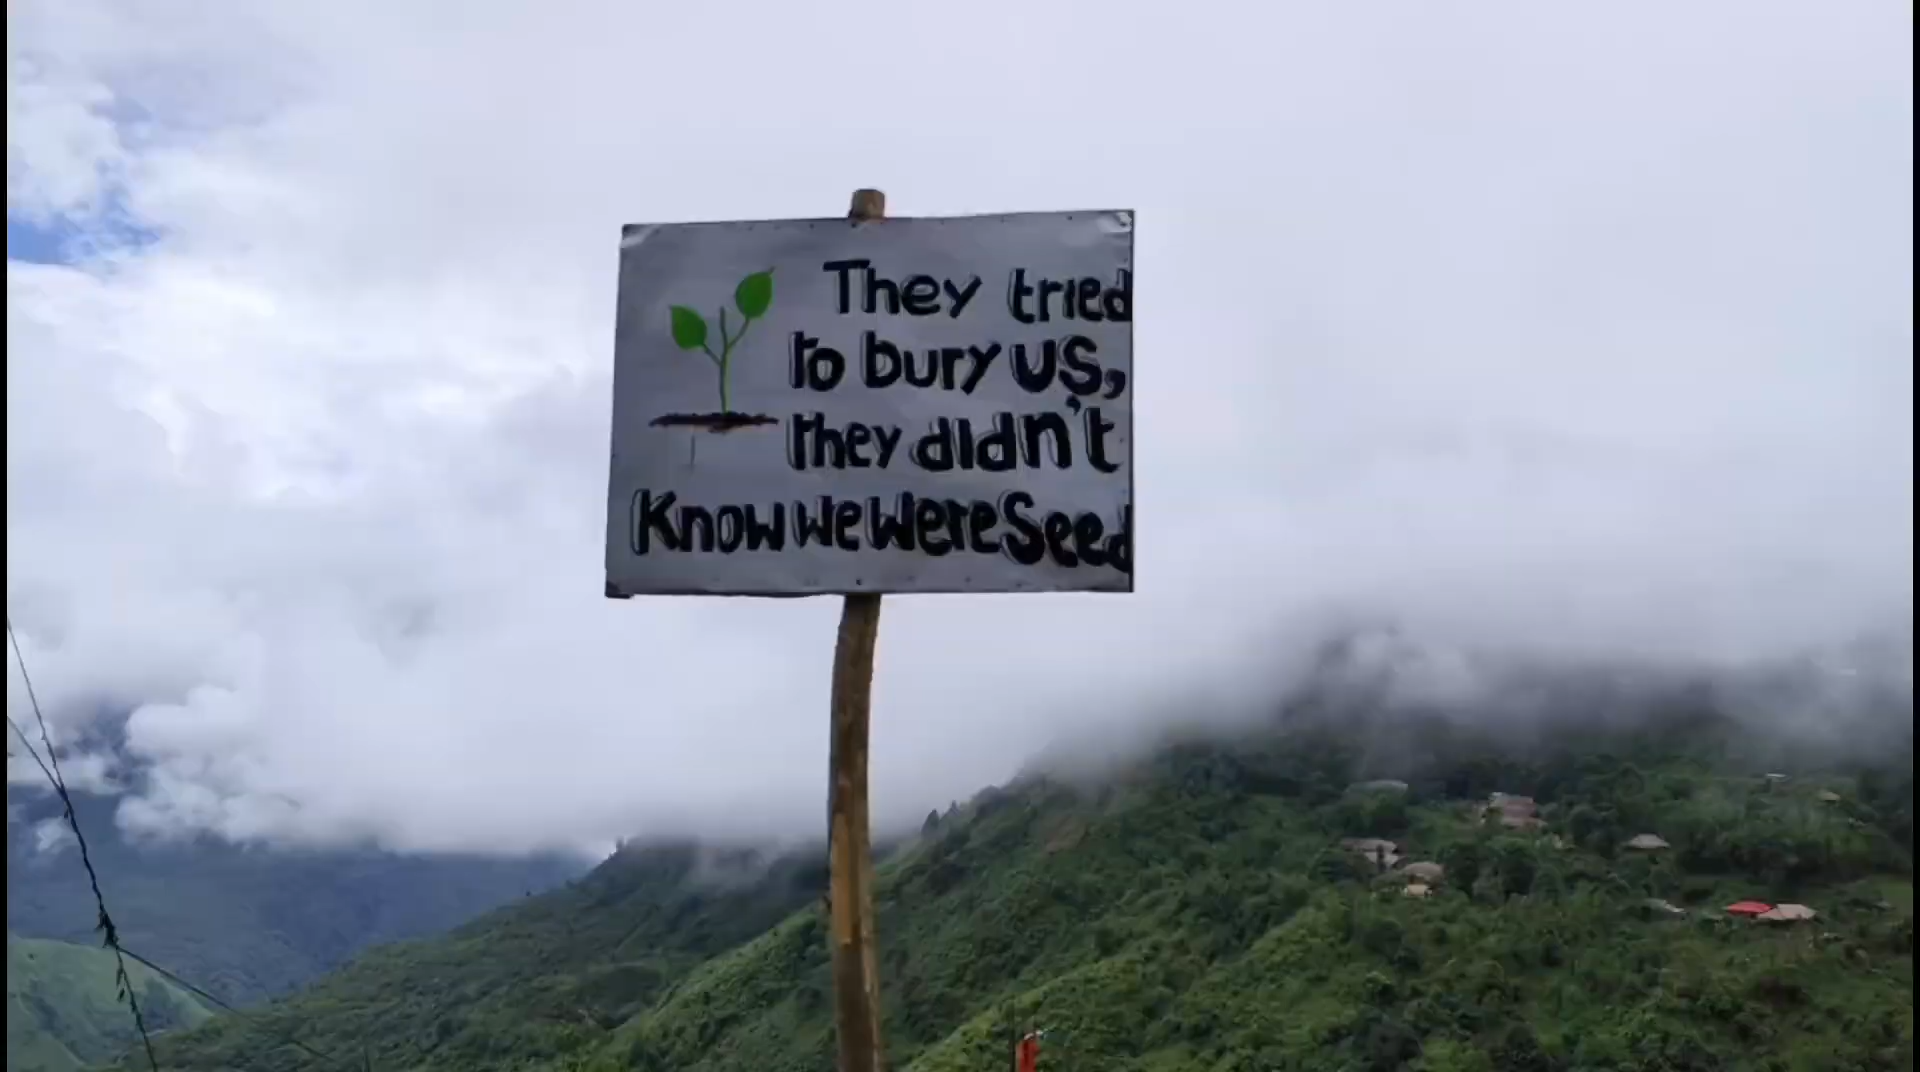 They tried
to bury us,
they didn't
Know we were Seed